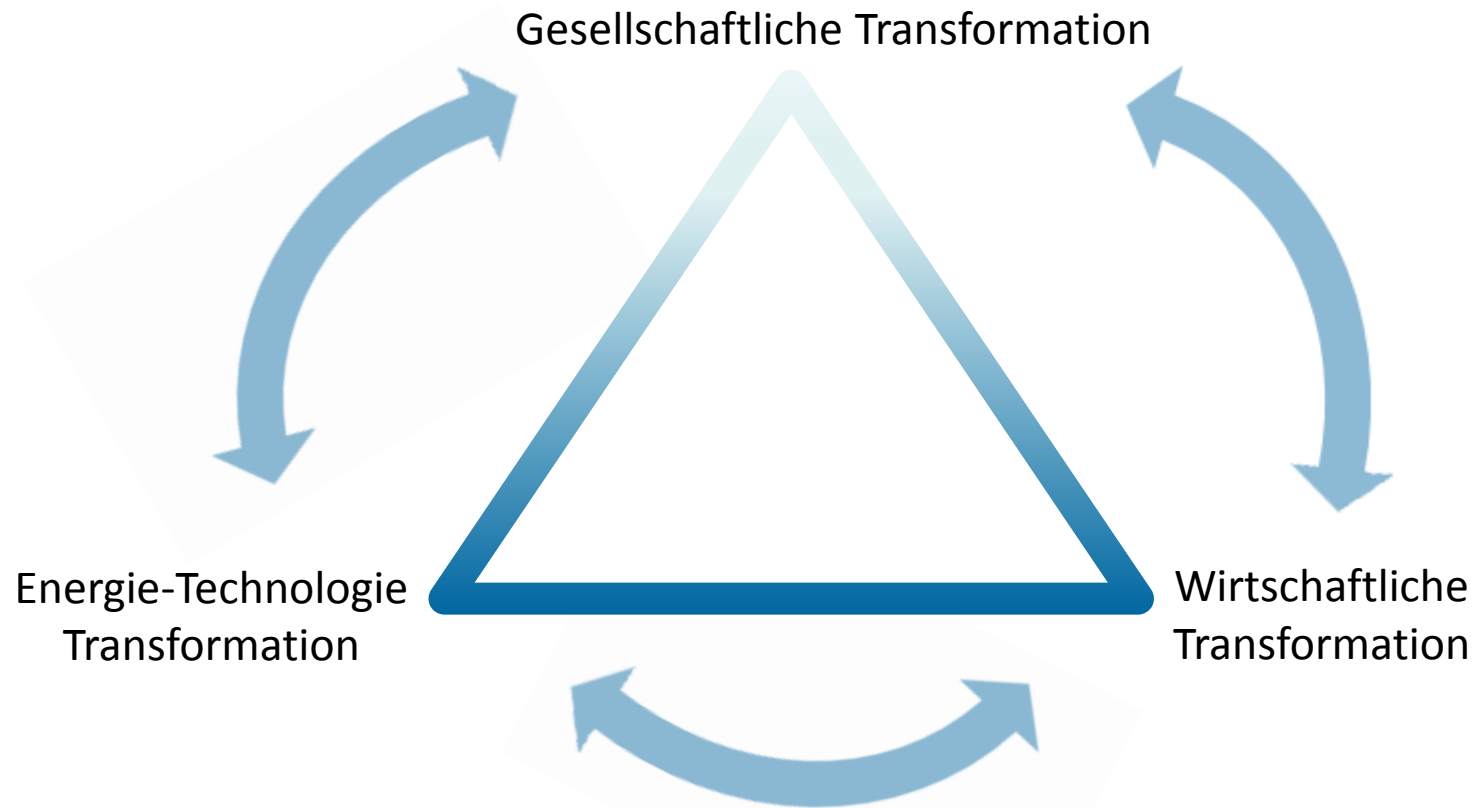 Gesellschaftliche Transformation
Energie-Technologie
Transformation
Wirtschaftliche
Transformation